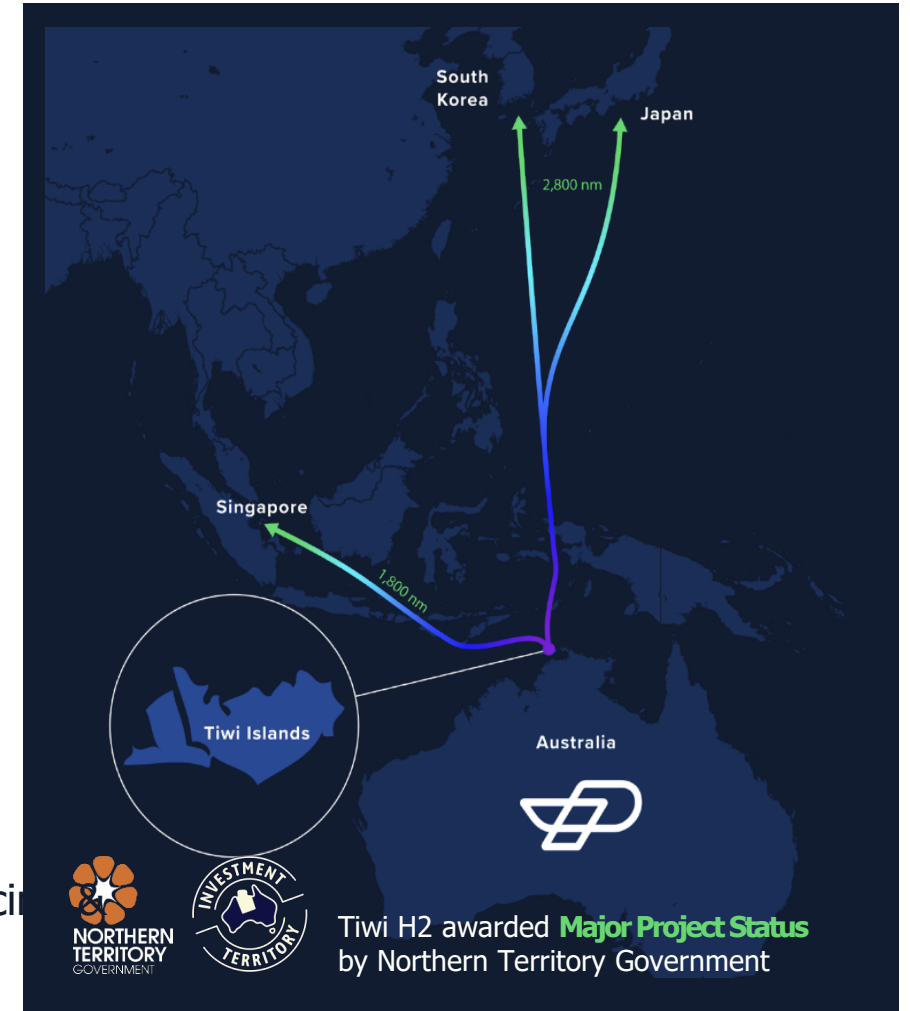 South
Korea
Japan
2,800 nm
Singapore
1,800 nm
Tiwi Islands
Australia
&
NORTHERN
TERRITORY
GOVERNMENT
INVESTMENT
TERRITORY
Tiwi H2 awarded Major Project Status
by Northern Territory Government